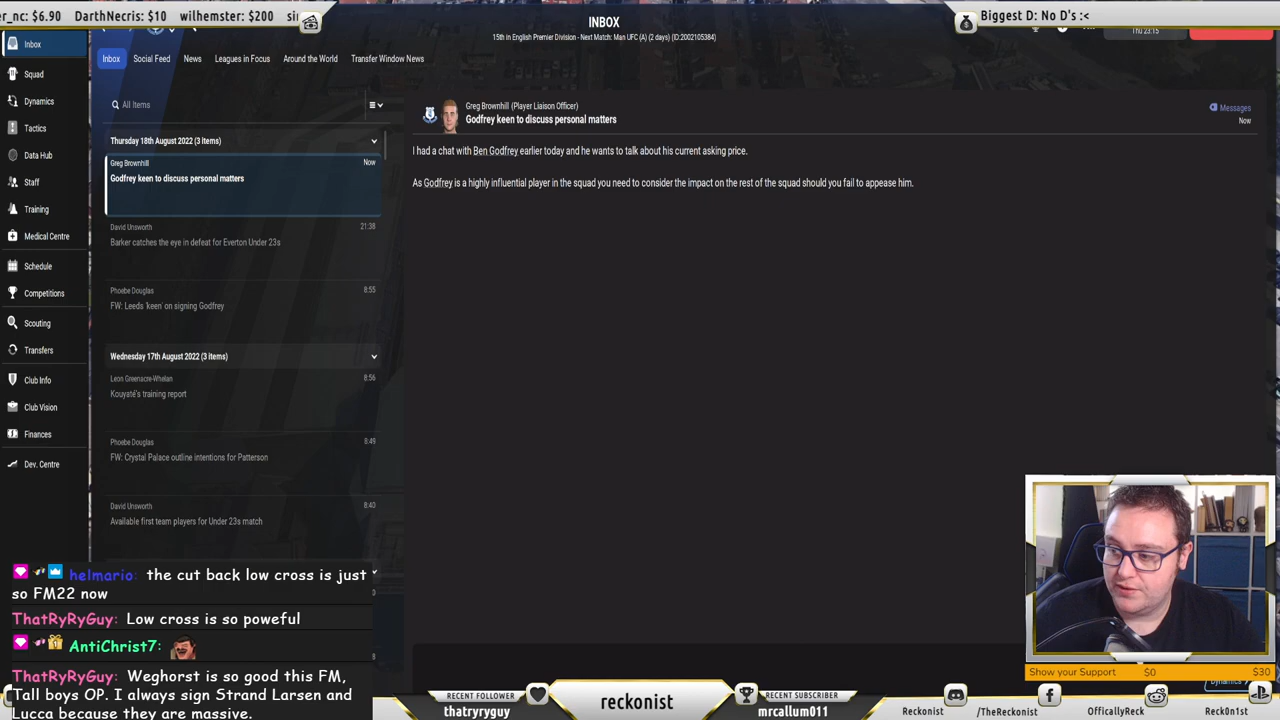 er_nc: $6.90 DarthNecris: $10 wilhemster: $200
INBOX
15th in English Premier Division - Next Match: Man UFC (A) (2 days) (ID:2002105384)
Biggest D: No D's :<
Thu 23:15
Inbox
Squad
Dynamics
Tactics
Data Hub
Staff
Training
Medical Centre
Schedule
Competitions
Scouting
Transfers
Club Info
Club Vision
Finances
Dev. Centre
Inbox Social Feed News Leagues in Focus Around the World Transfer Window News
All Items
Thursday 18th August 2022 (3 items)
Greg Brownhill Now
Godfrey keen to discuss personal matters
David Unsworth 21:38
Barker catches the eye in defeat for Everton Under 23s
Phoebe Douglas 8:55
FW: Leeds 'keen' on signing Godfrey
Wednesday 17th August 2022 (3 items)
Leon Greenacre-Whelan 8:56
Kouyaté's training report
Phoebe Douglas 8:49
FW: Crystal Palace outline intentions for Patterson
David Unsworth 8:40
Available first team players for Under 23s match
Greg Brownhill (Player Liaison Officer)
Godfrey keen to discuss personal matters
Messages
Now
I had a chat with Ben Godfrey earlier today and he wants to talk about his current asking price.
As Godfrey is a highly influential player in the squad you need to consider the impact on the rest of the squad should you fail to appease him.
helmario: the cut back low cross is just
so FM22 now
ThatRyRyGuy: Low cross is so poweful
AntiChrist7:
ThatRyRyGuy: Weghorst is so good this FM,
Tall boys OP. I always sign Strand Larsen and
Lucca because they are massive.
Show your Support $0 $30
Dynamics
RECENT FOLLOWER
thatryryguy
reckonist
RECENT SUBSCRIBER
mrcallum011
Reckonist
/TheReckonist
OfficallyReck
Reck0n1st